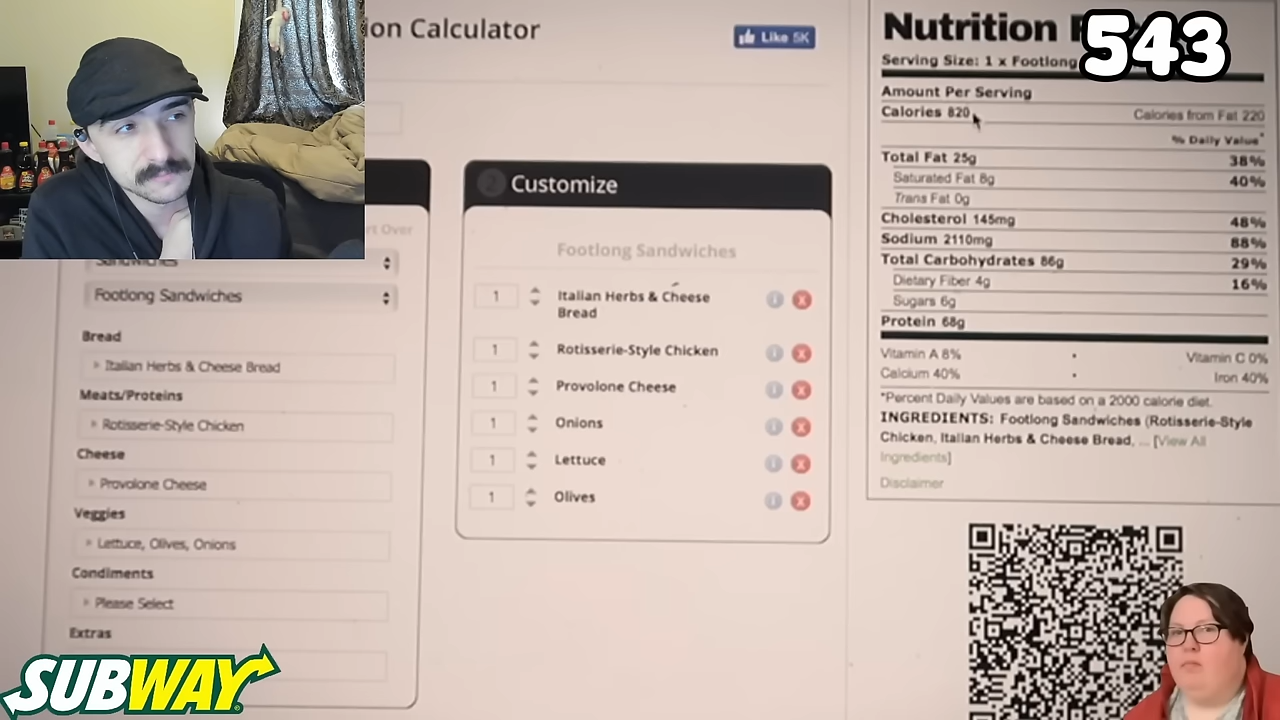 ion Calculator
Like 5K
543
Nutrition F
Serving Size: 1 x Footlong
Amount Per Serving
Calories 820
Calories from Fat 220
% Daily Value*
Total Fat 25g 38%
Saturated Fat 8g 40%
Trans Fat 0g
Cholesterol 145mg 48%
Sodium 2110mg 88%
Total Carbohydrates 86g 29%
Dietary Fiber 4g 16%
Sugars 6g
Protein 68g
Vitamin A 8% • Vitamin C 0%
Calcium 40% • Iron 40%
*Percent Daily Values are based on a 2000 calorie diet.
INGREDIENTS: Footlong Sandwiches (Rotisserie-Style
Chicken, Italian Herbs & Cheese Bread, ... [View All
Ingredients]
Disclaimer
2 Customize
Footlong Sandwiches
1 Italian Herbs & Cheese
Bread
1 Rotisserie-Style Chicken
1 Provolone Cheese
1 Onions
1 Lettuce
1 Olives
rt Over
Sandwiches
Footlong Sandwiches
Bread
Italian Herbs & Cheese Bread
Meats/Proteins
Rotisserie-Style Chicken
Cheese
Provolone Cheese
Veggies
Lettuce, Olives, Onions
Condiments
Please Select
Extras
SUBWAY